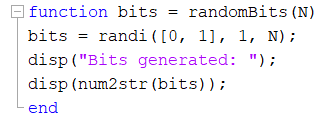 function bits = randomBits(N)
bits = randi([0, 1], 1, N);
disp("Bits generated: ");
disp(num2str(bits));
end